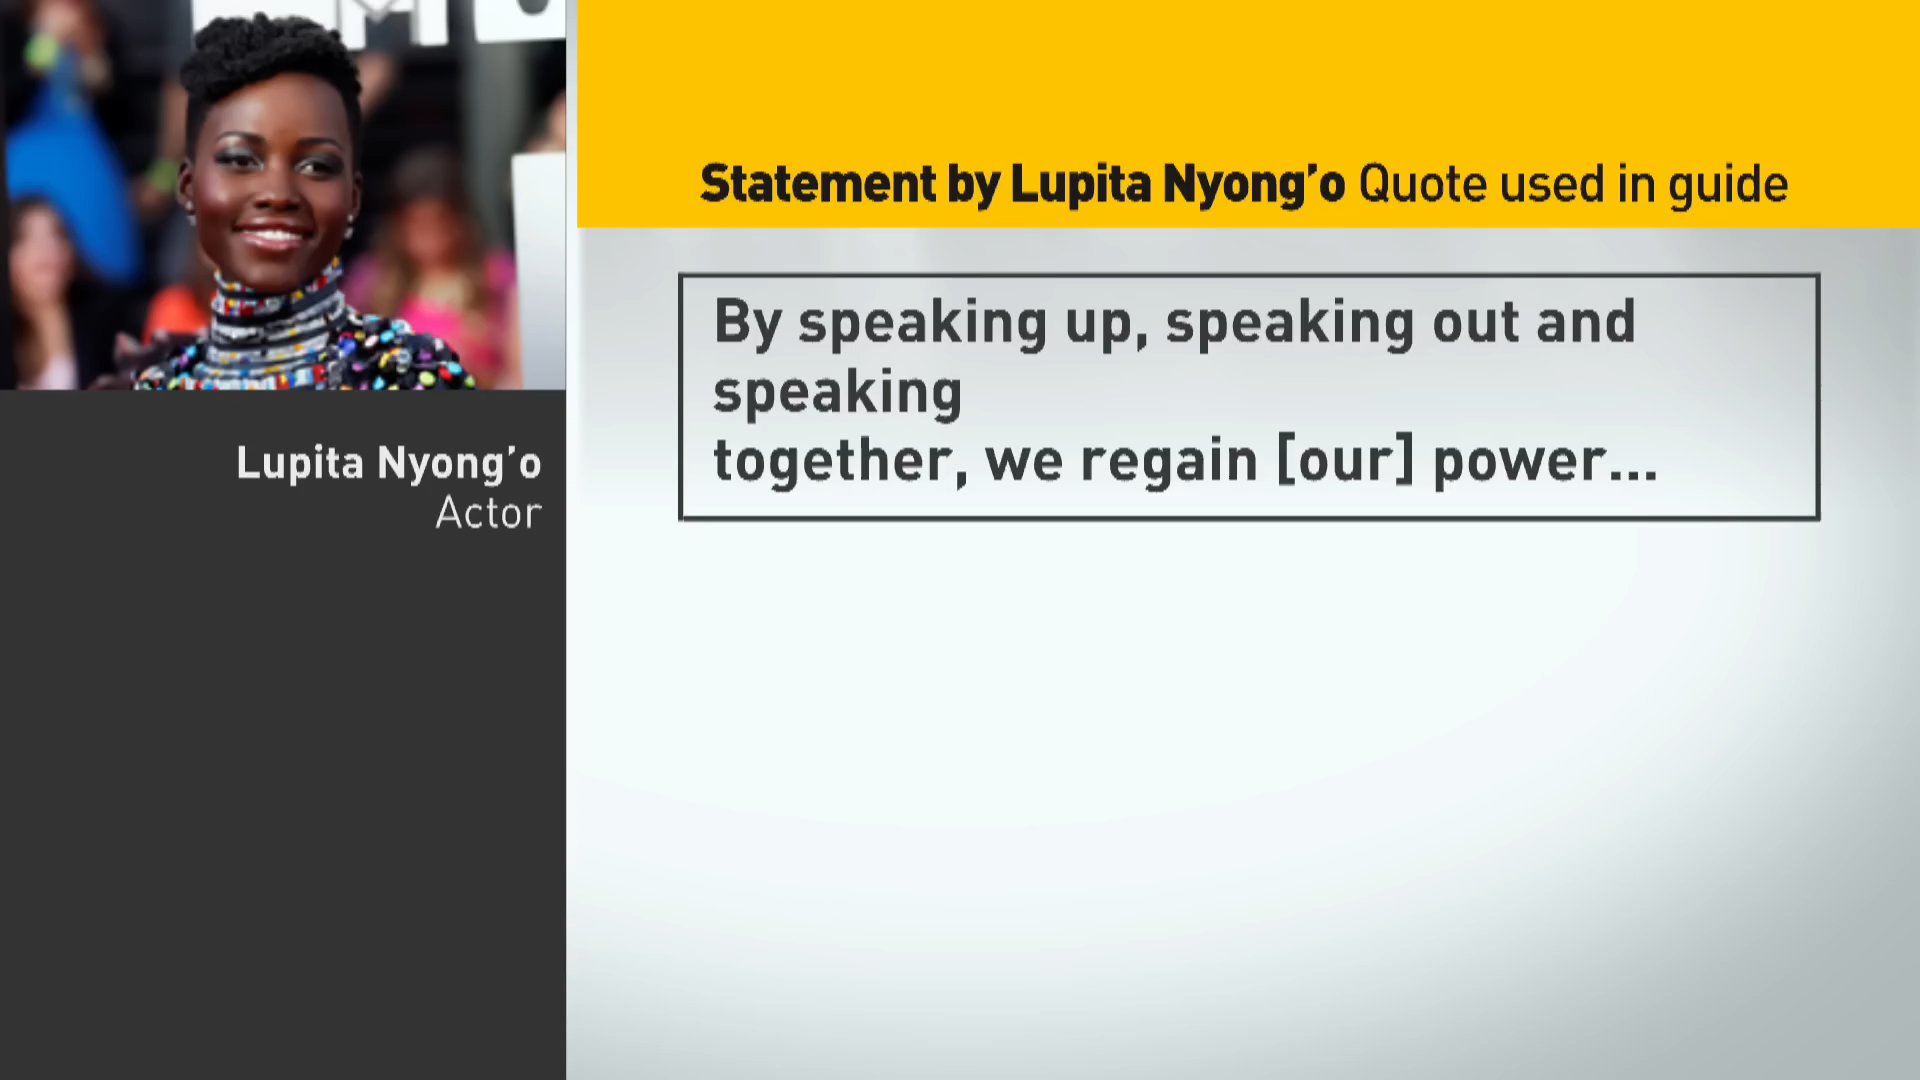 Statement by Lupita Nyong’o Quote used in guide
By speaking up, speaking out and
speaking
together, we regain [our] power...
Lupita Nyong’o
Actor